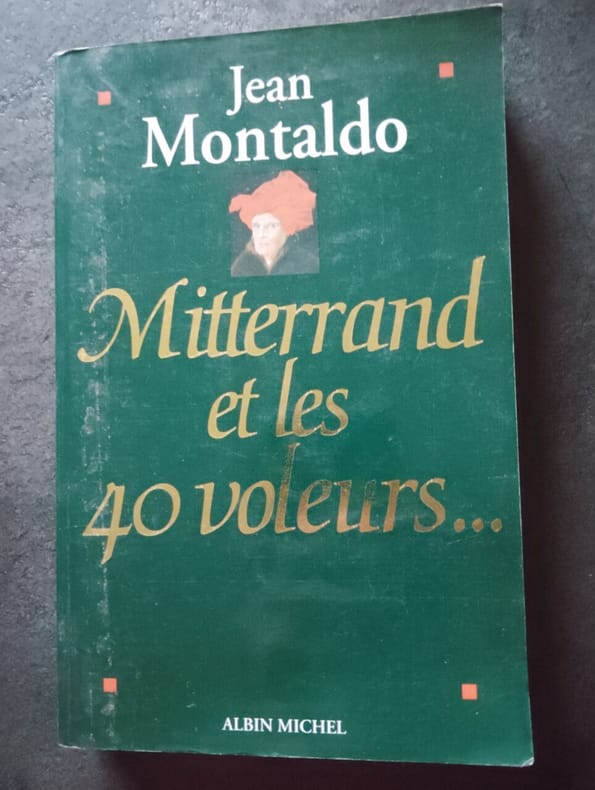 Jean
Montaldo
Mitterrand
et les
40 voleurs...
ALBIN MICHEL